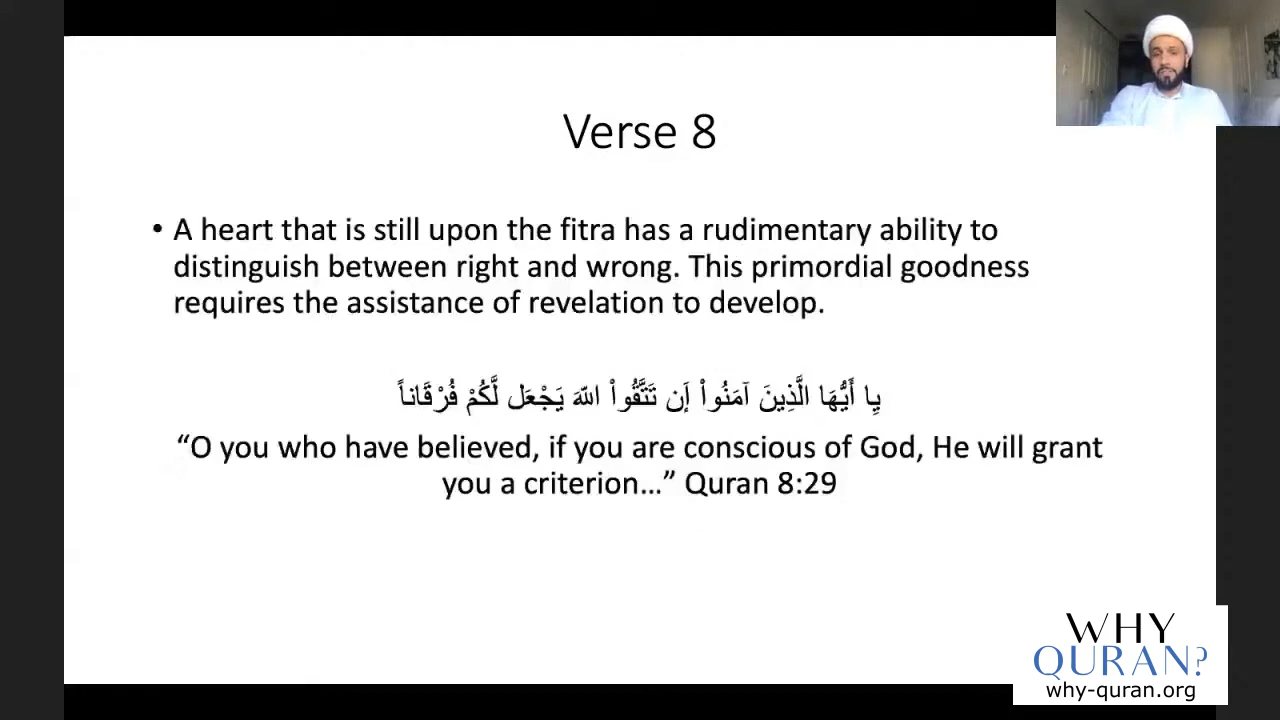 Verse 8
• A heart that is still upon the fitra has a rudimentary ability to
distinguish between right and wrong. This primordial goodness
requires the assistance of revelation to develop.
يِا أَيُّهَا الَّذِينَ آمَنُواْ إَن تَتَّقُواْ اللّهَ يَجْعَل لَّكُمْ فُرْقَاناً
“O you who have believed, if you are conscious of God, He will grant
you a criterion…” Quran 8:29
WHY
QURAN?
why-quran.org